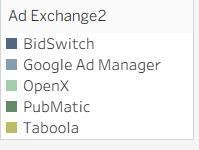 Ad Exchange2
BidSwitch
Google Ad Manager
OpenX
PubMatic
Taboola